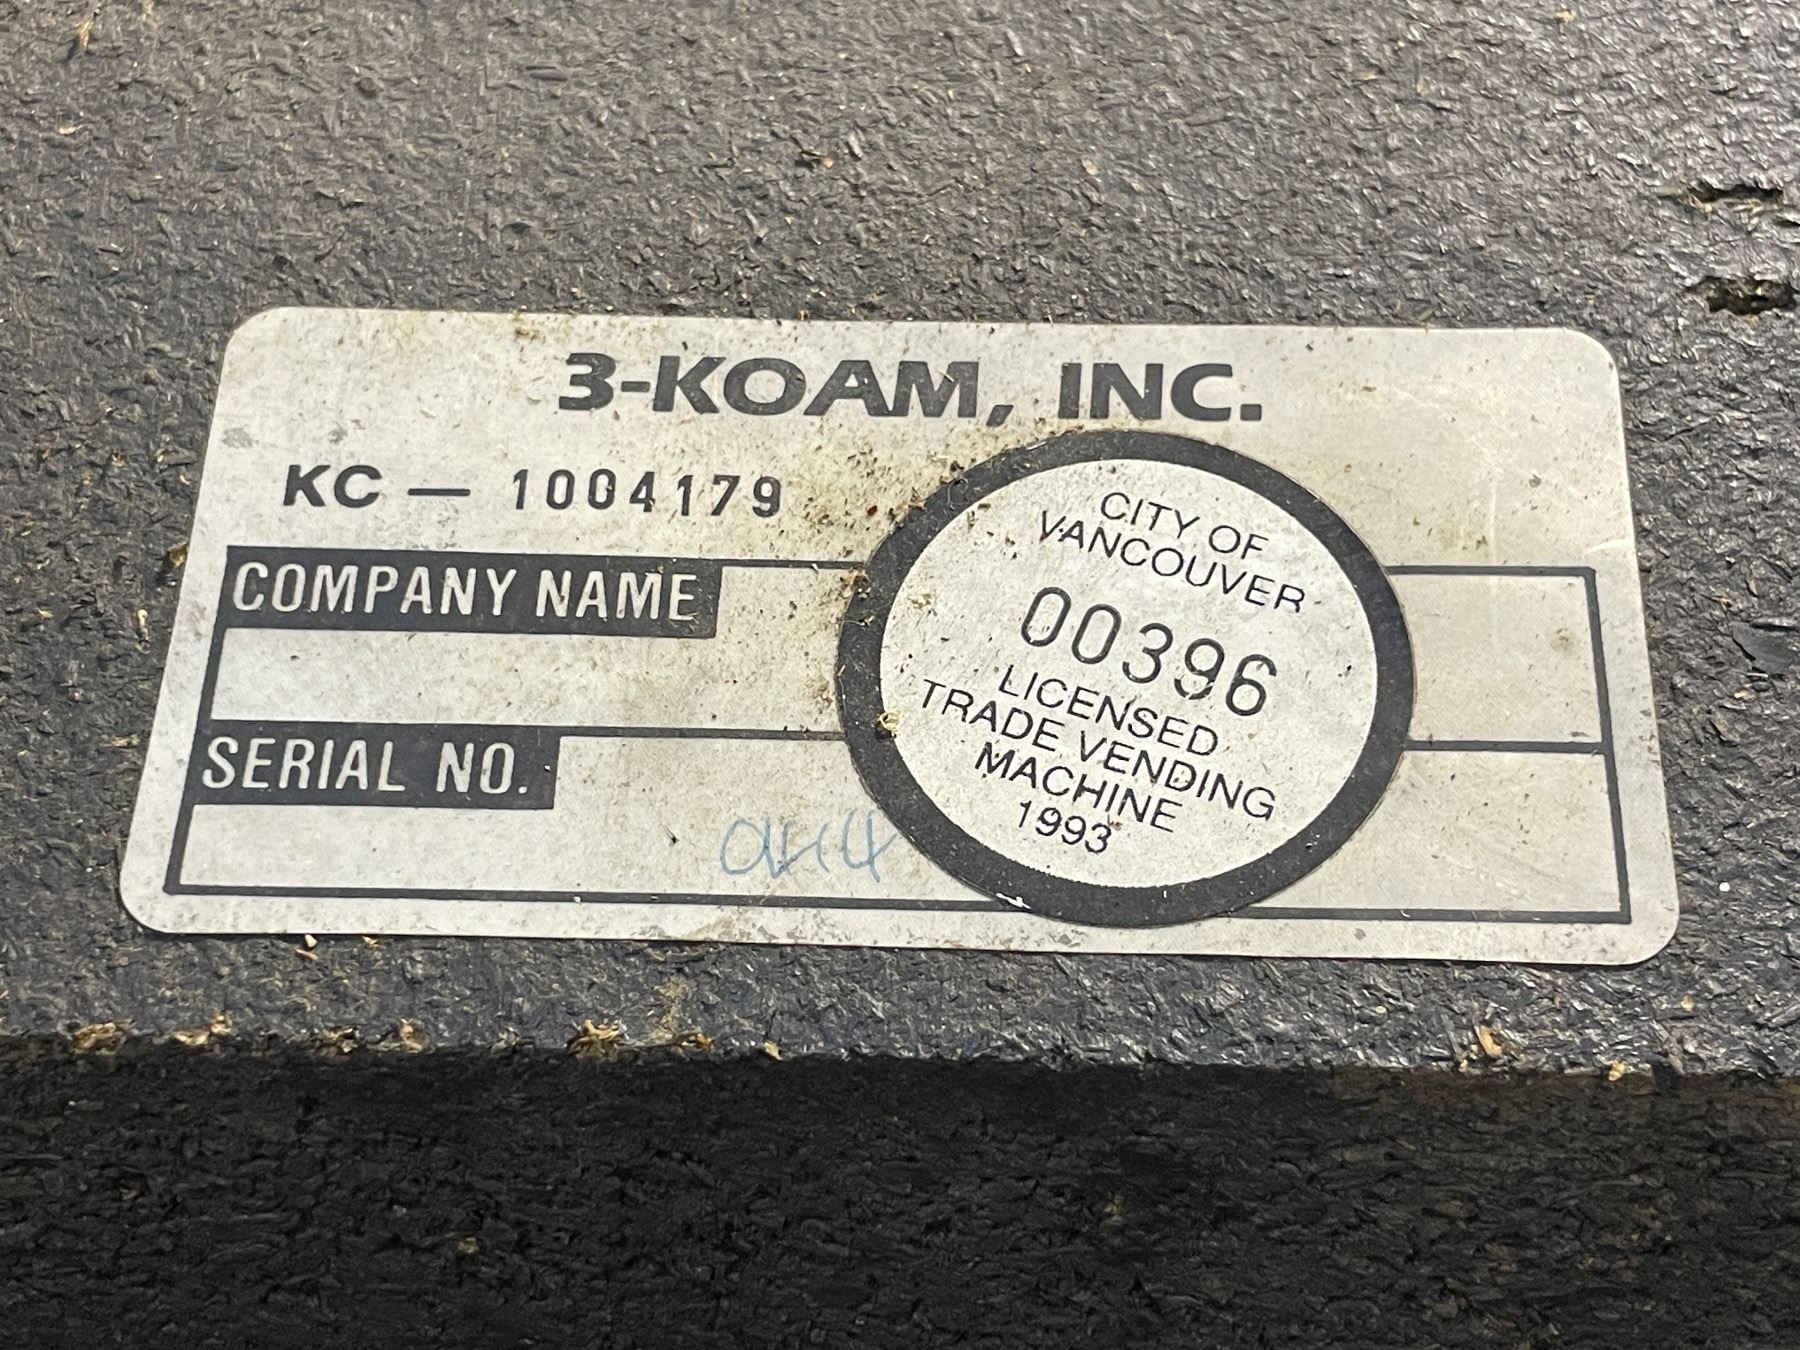 3-KOAM, INC.
KC — 1004179
COMPANY NAME
SERIAL NO.
CITY OF
VANCOUVER
00396
LICENSED
TRADE VENDING
MACHINE
1993